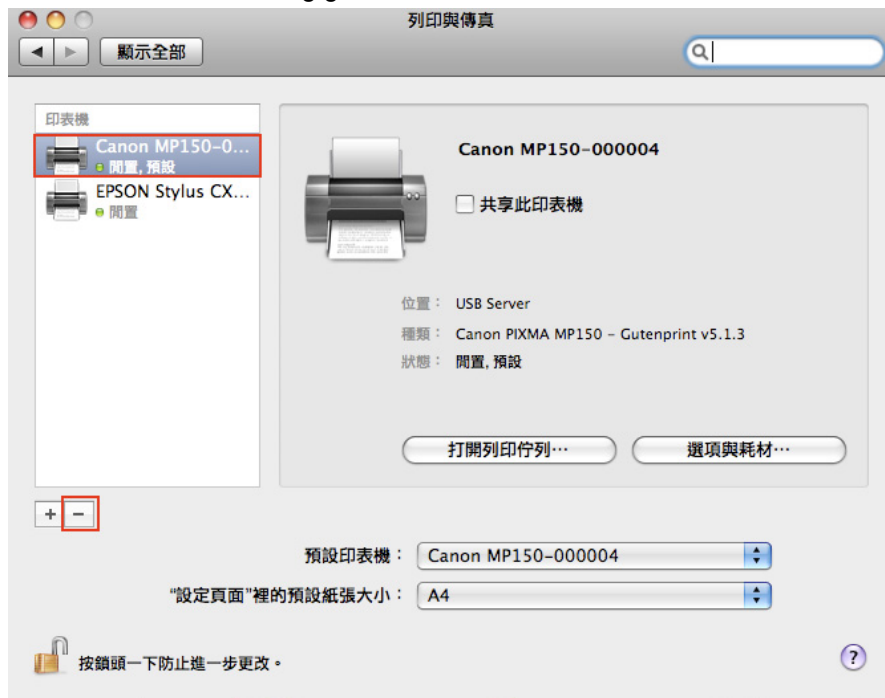 列印與傳真
顯示全部
印表機
Canon MP150-0...
閒置, 預設
EPSON Stylus CX...
閒置
Canon MP150-000004
共享此印表機
位置： USB Server
種類： Canon PIXMA MP150 - Gutenprint v5.1.3
狀態： 閒置, 預設
打開列印佇列⋯ 選項與耗材⋯
+ -
預設印表機： Canon MP150-000004
“設定頁面”裡的預設紙張大小： A4
按鎖頭一下防止進一步更改。 ?